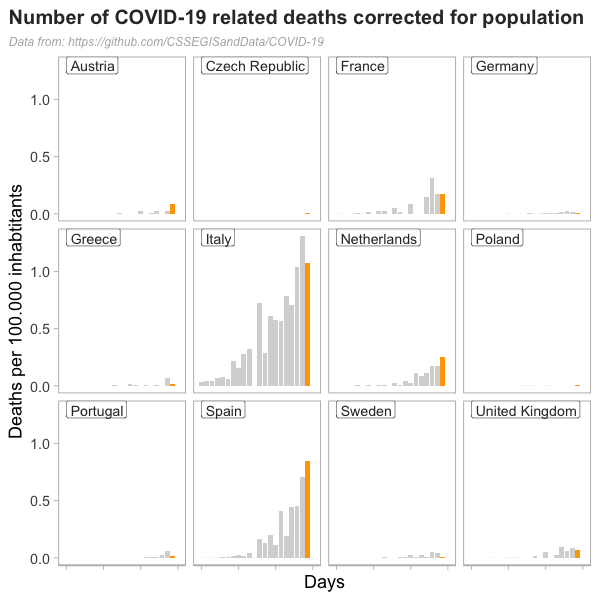 Number of COVID-19 related deaths corrected for population
Data from: https://github.com/CSSEGISandData/COVID-19
Austria
Czech Republic
France
Germany
1.0
0.5
0.0
Greece
Italy
Netherlands
Poland
1.0
0.5
0.0
Portugal
Spain
Sweden
United Kingdom
1.0
0.5
0.0
Deaths per 100.000 inhabtitants
Days